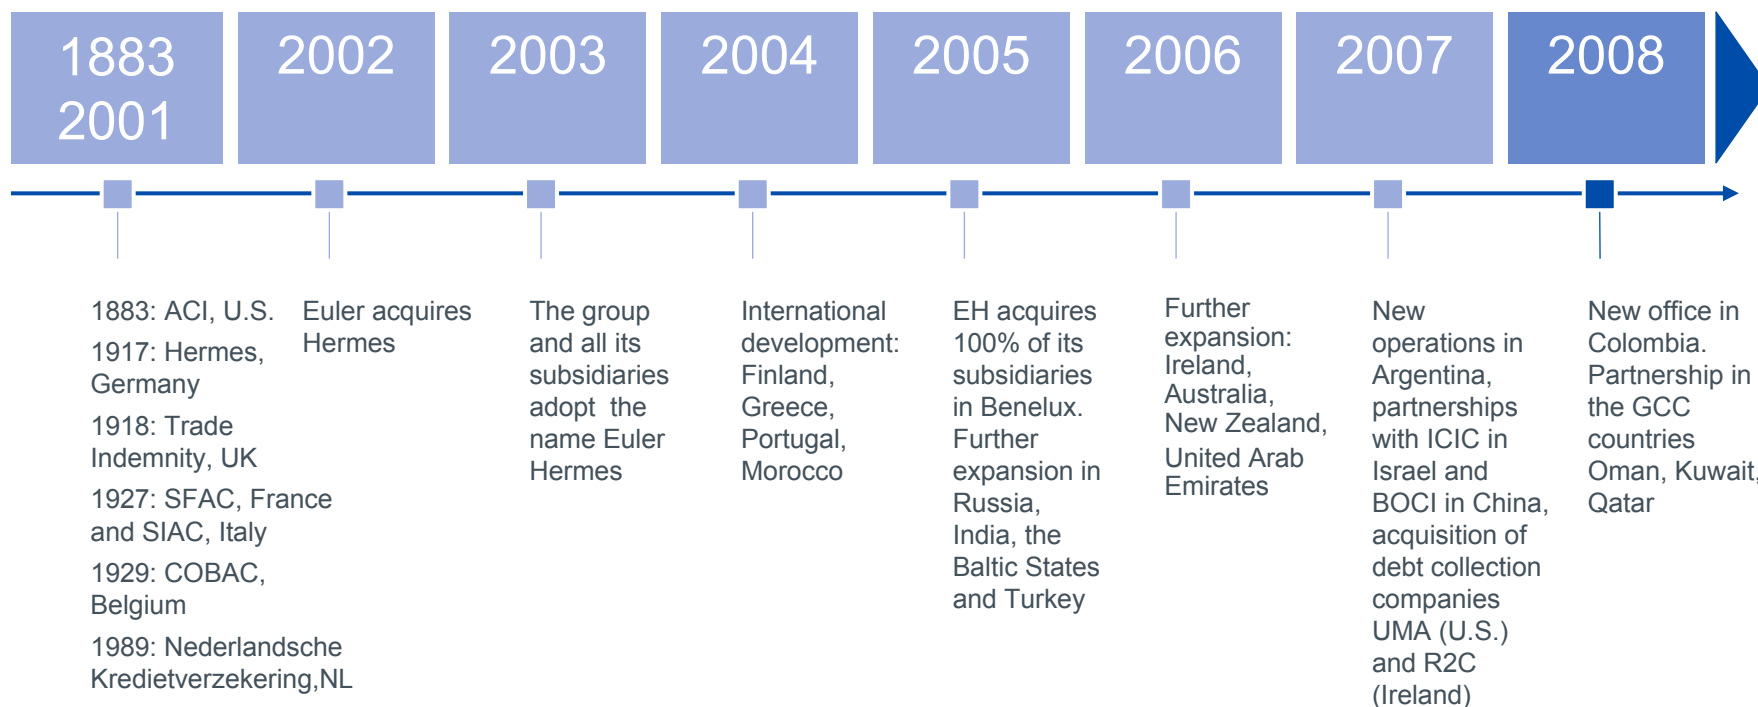 1883
2001
2002
2003
2004
2005
2006
2007
2008
1883: ACI, U.S.
1917: Hermes,
Germany
1918: Trade
Indemnity, UK
1927: SFAC, France
and SIAC, Italy
1929: COBAC,
Belgium
1989: Nederlandsche
Kredietverzekering,NL
Euler acquires
Hermes
The group
and all its
subsidiaries
adopt the
name Euler
Hermes
International
development:
Finland,
Greece,
Portugal,
Morocco
EH acquires
100% of its
subsidiaries
in Benelux.
Further
expansion in
Russia,
India, the
Baltic States
and Turkey
Further
expansion:
Ireland,
Australia,
New Zealand,
United Arab
Emirates
New
operations in
Argentina,
partnerships
with ICIC in
Israel and
BOCI in China,
acquisition of
debt collection
companies
UMA (U.S.)
and R2C
(Ireland)
New office in
Colombia.
Partnership in
the GCC
countries
Oman, Kuwait,
Qatar